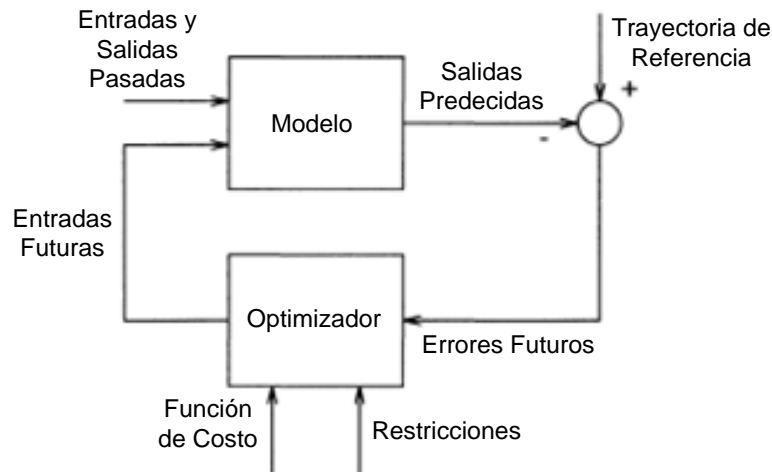 Entradas y
Salidas
Pasadas
Trayectoria de
Referencia
Salidas
Predecidas
+
Modelo
-
Entradas
Futuras
Optimizador
Errores Futuros
Función
de Costo
Restricciones